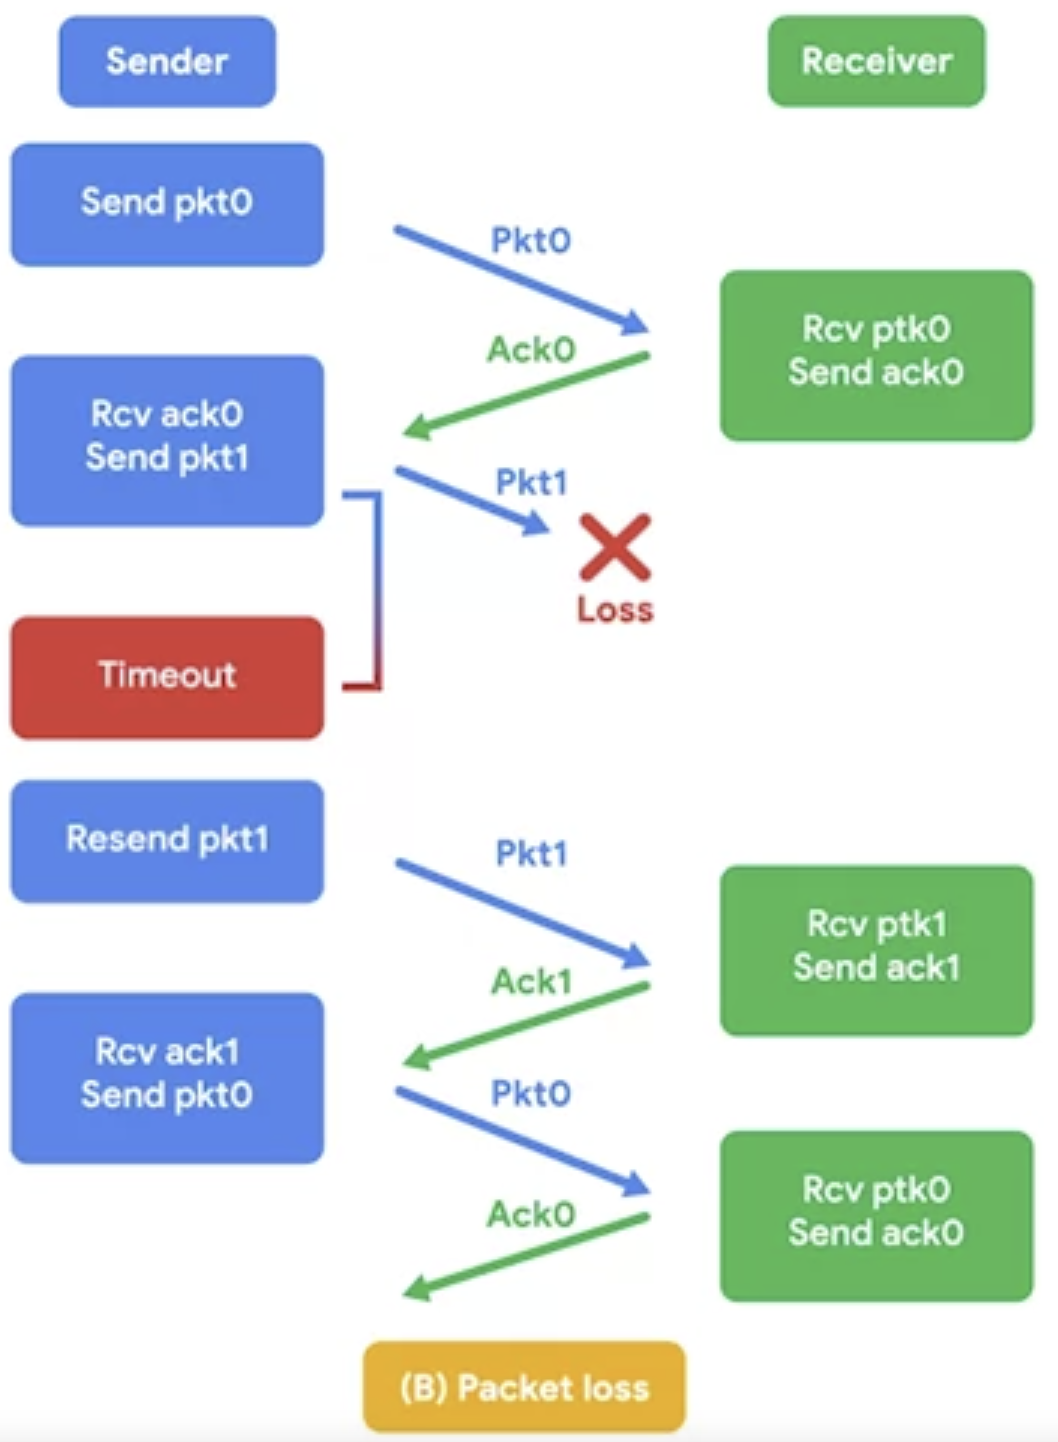 Sender
Receiver
Send pkt0
Pkt0
Rcv ptk0
Send ack0
Ack0
Rcv ack0
Send pkt1
Pkt1
Loss
Timeout
Resend pkt1
Pkt1
Rcv ptk1
Send ack1
Ack1
Rcv ack1
Send pkt0
Pkt0
Rcv ptk0
Send ack0
Ack0
(B) Packet loss